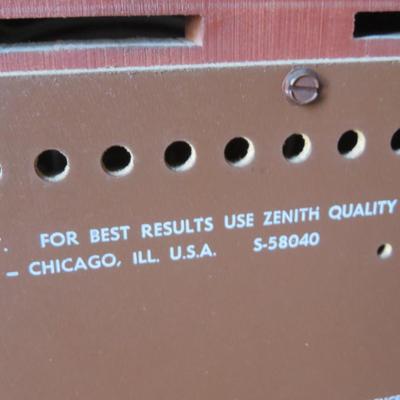 . FOR BEST RESULTS USE ZENITH QUALITY
– CHICAGO, ILL. U.S.A. S-58040